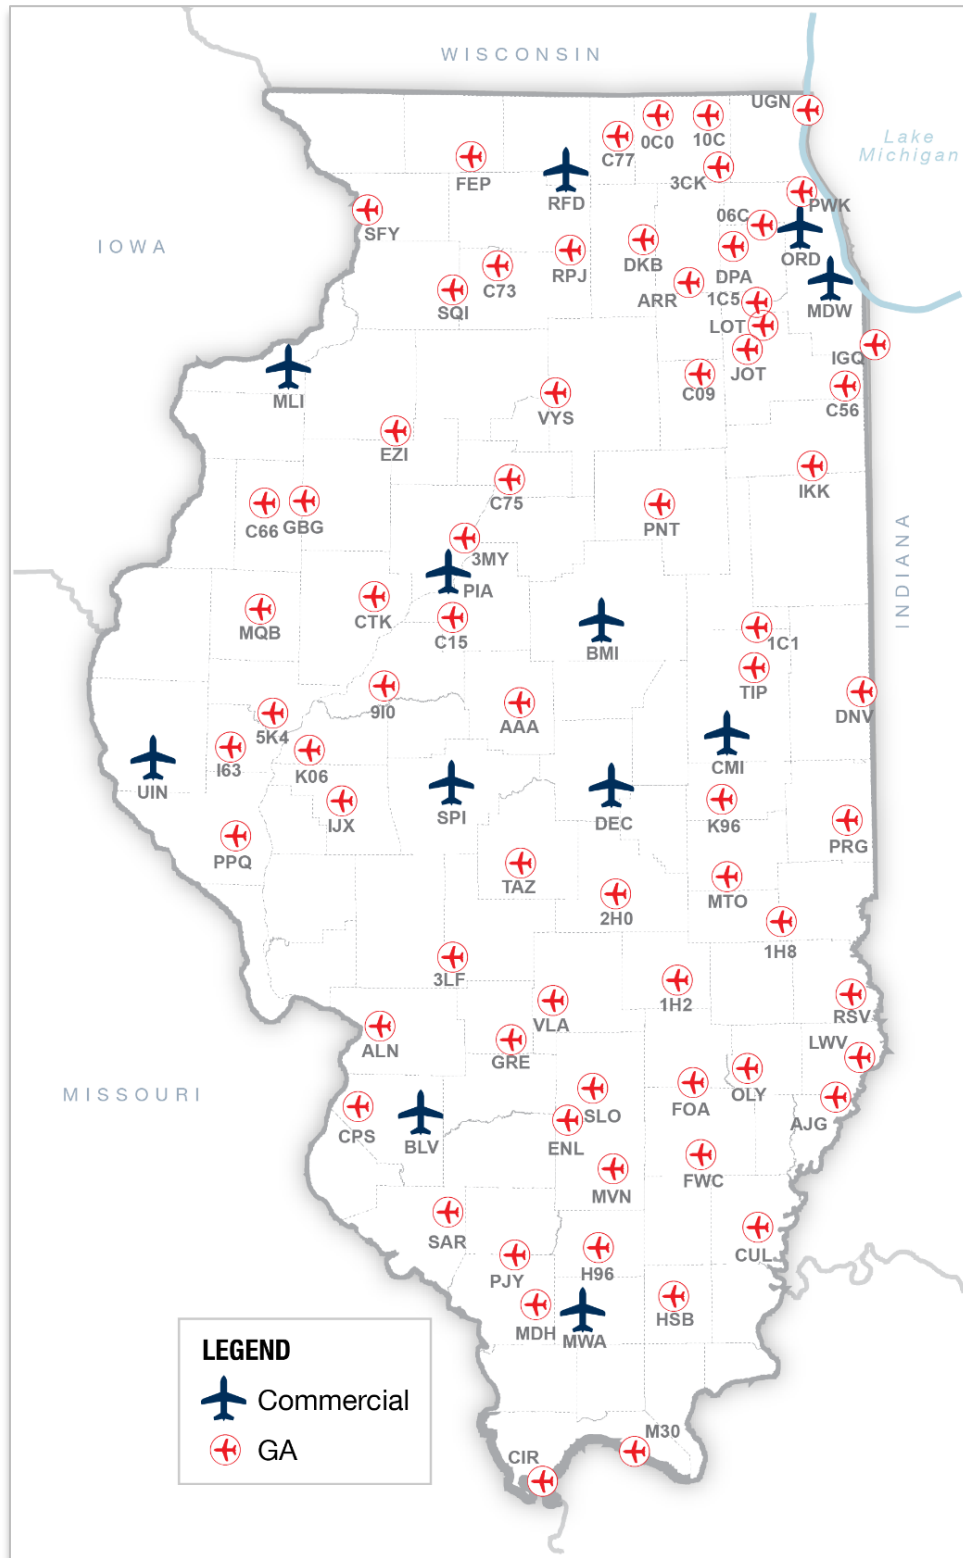 WISCONSIN
UGN
0C0
10C
C77
Lake
Michigan
FEP
3CK
RFD
PWK
06C
SFY
IOWA
ORD
DKB
DPA
RPJ
C73
ARR
1C5
SQI
MDW
LOT
IGQ
JOT
MLI
C09
C56
VYS
EZI
IKK
C75
C66
GBG
PNT
INDIANA
3MY
PIA
CTK
MQB
C15
BMI
1C1
TIP
9I0
DNV
AAA
5K4
I63
K06
CMI
UIN
SPI
DEC
IJX
K96
PRG
PPQ
TAZ
MTO
2H0
1H8
3LF
1H2
RSV
VLA
LWV
ALN
GRE
MISSOURI
OLY
SLO
FOA
AJG
CPS
BLV
ENL
FWC
MVN
SAR
CUL
H96
PJY
HSB
MDH
MWA
LEGEND
Commercial
GA
M30
CIR